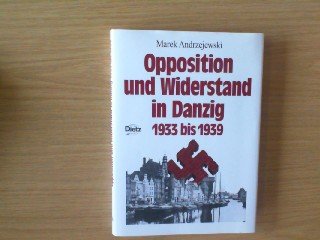 Marek Andrzejewski
Opposition
und Widerstand
in Danzig
Dietz
1933 bis 1939